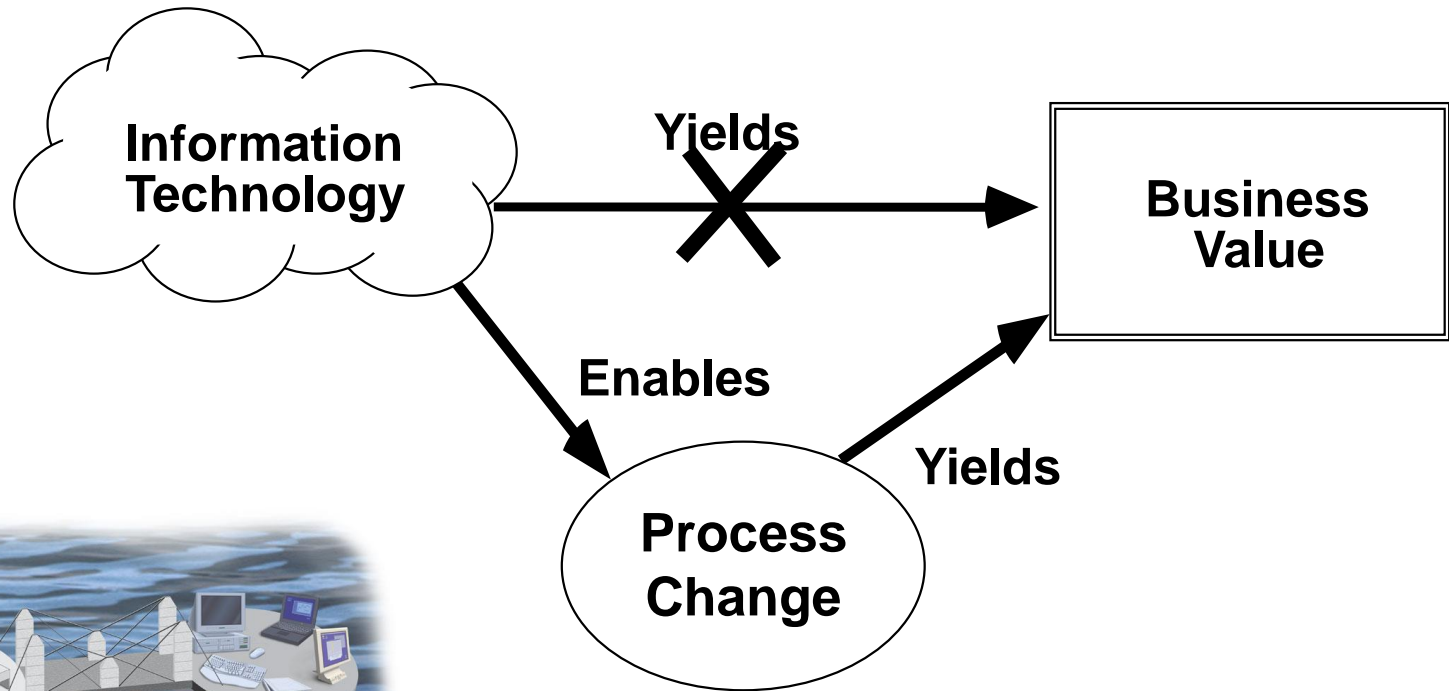 Information
Technology
Yields
Business
Value
Enables
Yields
Process
Change